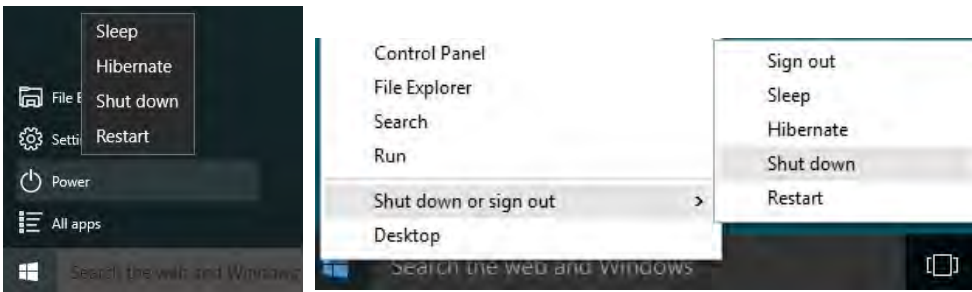 Sleep
Hibernate
Shut down
Restart
File E
Setti
Power
All apps
Search the web and Windows
Control Panel
File Explorer
Search
Run
Shut down or sign out
Desktop
Search the web and Windows
Sign out
Sleep
Hibernate
Shut down
Restart